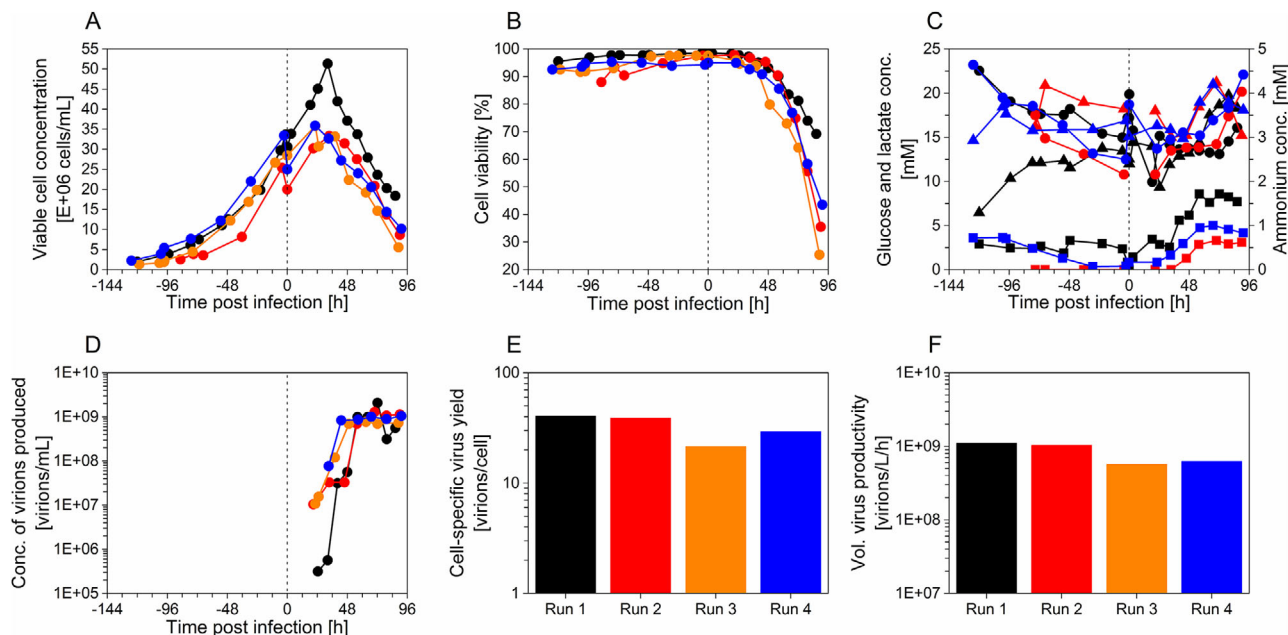 A
Viable cell concentration
[E+06 cells/mL]
55
50
45
40
35
30
25
20
15
10
5
0
-144 -96 -48 0 48 96
Time post infection [h]
B
Cell viability [%]
100
90
80
70
60
50
40
30
20
-144 -96 -48 0 48 96
Time post infection [h]
C
Glucose and lactate conc.
[mM]
25
20
15
10
5
0
-144 -96 -48 0 48 96
Time post infection [h]
5
4
3
2
1
0
Ammonium conc. [mM]
D
Conc. of virions produced
[virions/mL]
1E+10
1E+09
1E+08
1E+07
1E+06
1E+05
-144 -96 -48 0 48 96
Time post infection [h]
E
Cell-specific virus yield
[virions/cell]
100
10
1
Run 1 Run 2 Run 3 Run 4
F
Vol. virus productivity
[virions/L/h]
1E+10
1E+09
1E+08
1E+07
Run 1 Run 2 Run 3 Run 4